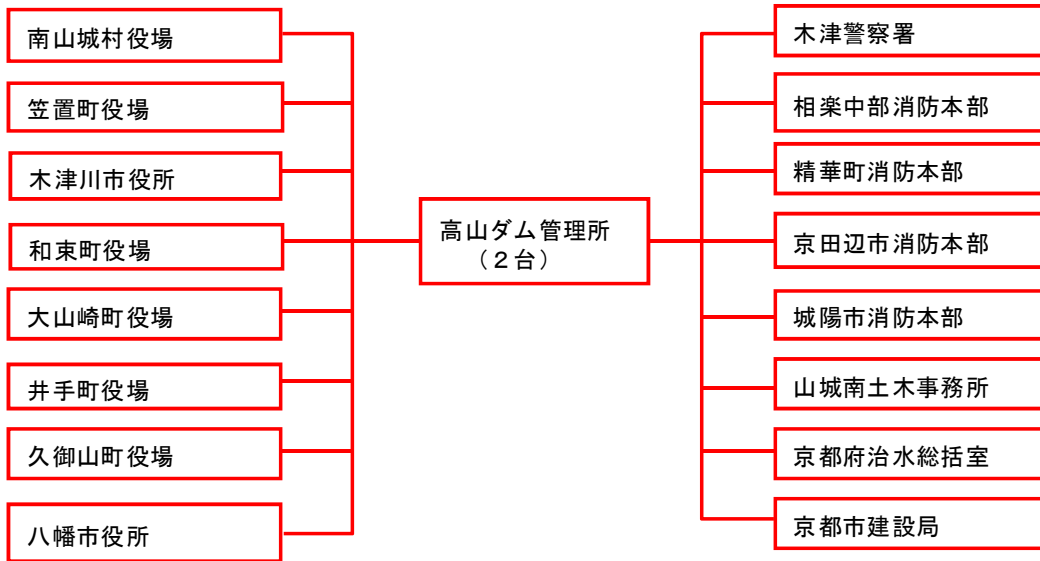 南山城村役場
笠置町役場
木津川市役所
和束町役場
大山崎町役場
井手町役場
久御山町役場
八幡市役所
高山ダム管理所
（２台）
木津警察署
相楽中部消防本部
精華町消防本部
京田辺市消防本部
城陽市消防本部
山城南土木事務所
京都府治水総括室
京都市建設局